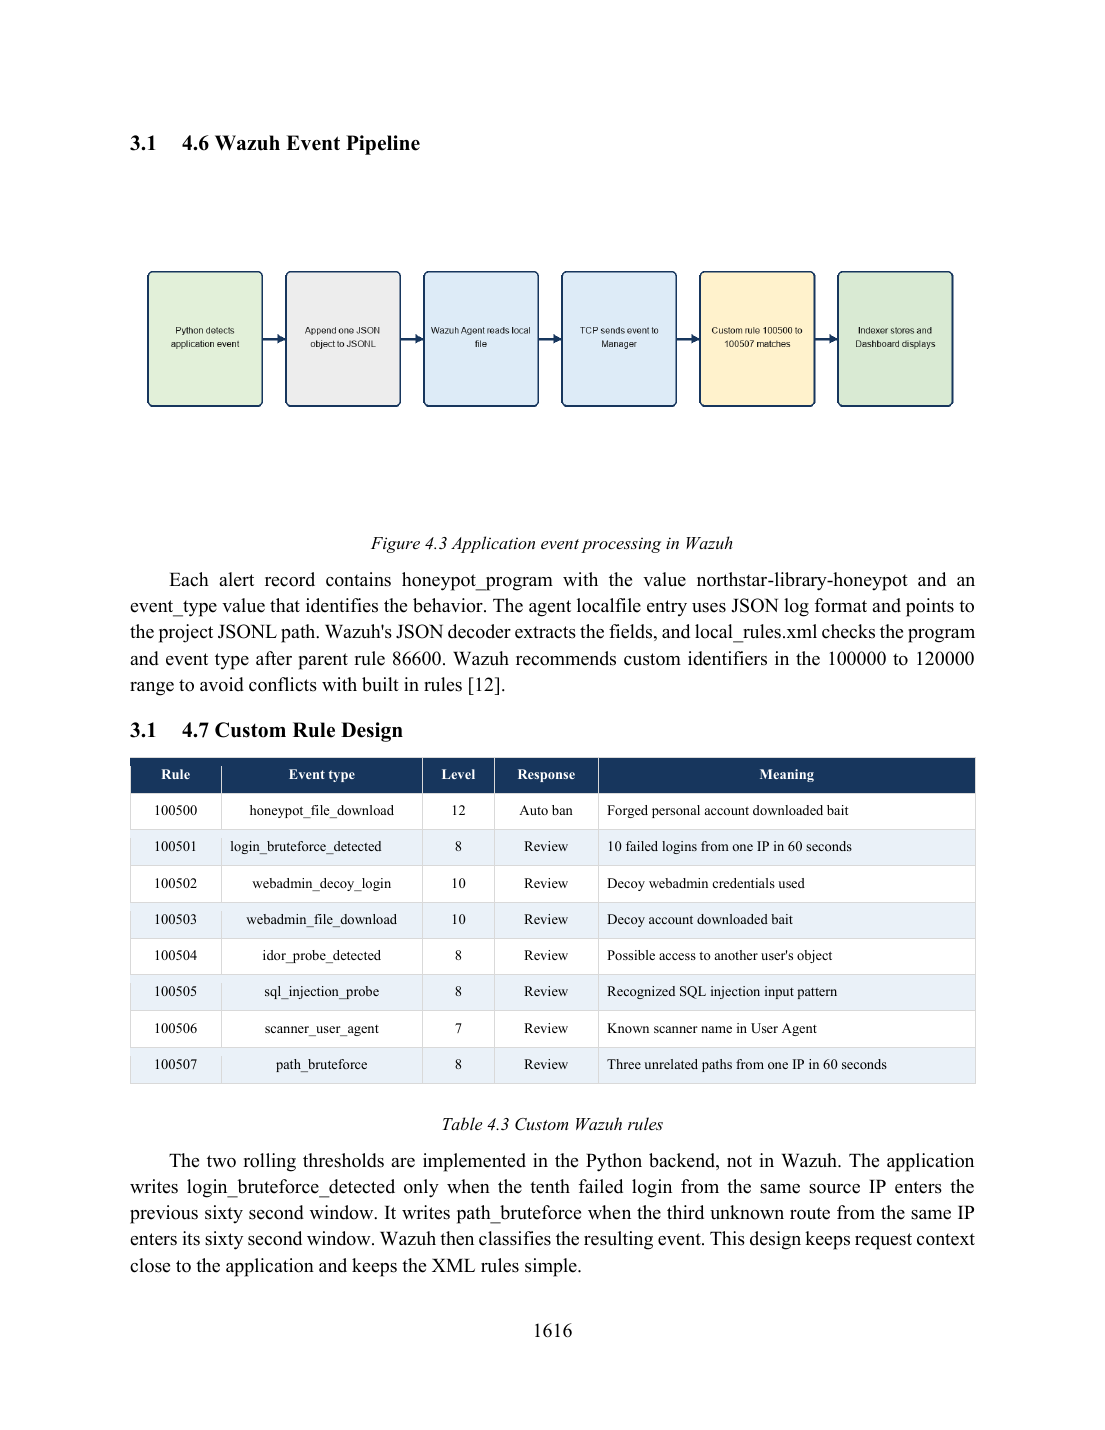 3.1 4.6 Wazuh Event Pipeline
Python detects
application event
Append one JSON
object to JSONL
Wazuh Agent reads local
file
TCP sends event to
Manager
Custom rule 100500 to
100507 matches
Indexer stores and
Dashboard displays
Figure 4.3 Application event processing in Wazuh
Each alert record contains honeypot_program with the value northstar-library-honeypot and an
event_type value that identifies the behavior. The agent localfile entry uses JSON log format and points to
the project JSONL path. Wazuh's JSON decoder extracts the fields, and local_rules.xml checks the program
and event type after parent rule 86600. Wazuh recommends custom identifiers in the 100000 to 120000
range to avoid conflicts with built in rules [12].
3.1 4.7 Custom Rule Design
Rule Event type Level Response Meaning
100500 honeypot_file_download 12 Auto ban Forged personal account downloaded bait
100501 login_bruteforce_detected 8 Review 10 failed logins from one IP in 60 seconds
100502 webadmin_decoy_login 10 Review Decoy webadmin credentials used
100503 webadmin_file_download 10 Review Decoy account downloaded bait
100504 idor_probe_detected 8 Review Possible access to another user's object
100505 sql_injection_probe 8 Review Recognized SQL injection input pattern
100506 scanner_user_agent 7 Review Known scanner name in User Agent
100507 path_bruteforce 8 Review Three unrelated paths from one IP in 60 seconds
Table 4.3 Custom Wazuh rules
The two rolling thresholds are implemented in the Python backend, not in Wazuh. The application
writes login_bruteforce_detected only when the tenth failed login from the same source IP enters the
previous sixty second window. It writes path_bruteforce when the third unknown route from the same IP
enters its sixty second window. Wazuh then classifies the resulting event. This design keeps request context
close to the application and keeps the XML rules simple.
1616